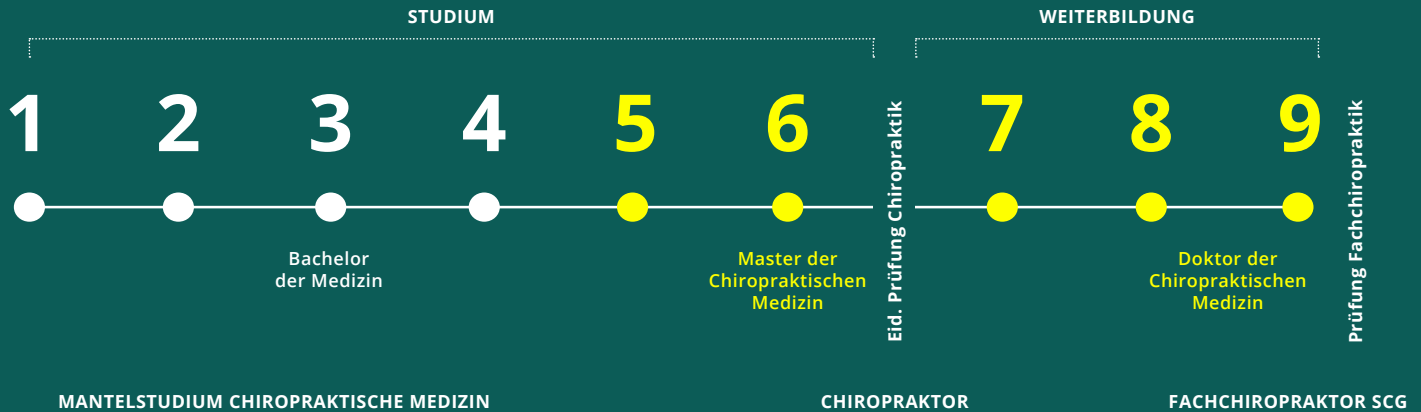 STUDIUM
WEITERBILDUNG
1 2 3 4 5 6 7 8 9
Eid. Prüfung Chiropraktik
Prüfung Fachchiropraktik
Bachelor
der Medizin
Master der
Chiropraktischen
Medizin
Doktor der
Chiropraktischen
Medizin
MANTELSTUDIUM CHIROPRAKTISCHE MEDIZIN
CHIROPRAKTOR
FACHCHIROPRAKTOR SCG